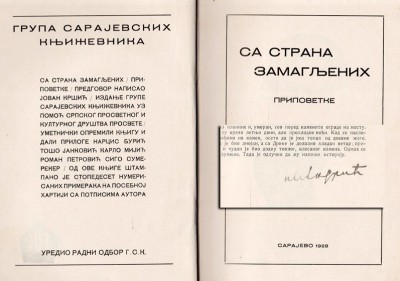 ГРУПА САРАЈЕВСКИХ
КЊИЖЕВНИКА
СА СТРАНА ЗАМАГЉЕНИХ / ПРИ-
ПОВЕТКЕ / ПРЕДГОВОР НАПИСАО
ЈОВАН КРШИЋ / ИЗДАЊЕ ГРУПЕ
САРАЈЕВСКИХ КЊИЖЕВНИКА УЗ
ПОМОЋ СРПСКОГ ПРОСВЕТНОГ И
КУЛТУРНОГ ДРУШТВА ПРОСВЕТЕ /
УМЕТНИЧКИ ОПРЕМИЛИ КЊИГУ И
ДАЛИ ПРИЛОГЕ НАРЦИС БУРИЋ
ТОШО ЈАНКОВИЋ КАРЛО МИЈИЋ
РОМАН ПЕТРОВИЋ СИГО СУМЕ-
РЕКЕР / ОД ОВЕ КЊИГЕ ШТАМ-
ПАНО ЈЕ СТОПЕДЕСЕТ НУМЕРИ-
САНИХ ПРИМЕРАКА НА ПОСЕБНОЈ
ХАРТИЈИ СА ПОТПИСИМА АУТОРА
УРЕДИО РАДНИ ОДБОР Г. С. К.
СА СТРАНА
ЗАМАГЉЕНИХ
ПРИПОВЕТКЕ
САРАЈЕВО 1928